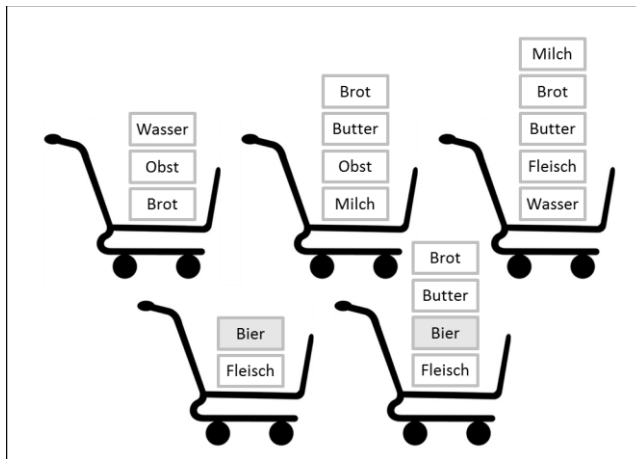 Wasser
Obst
Brot
Brot
Butter
Obst
Milch
Milch
Brot
Butter
Fleisch
Wasser
Bier
Fleisch
Brot
Butter
Bier
Fleisch